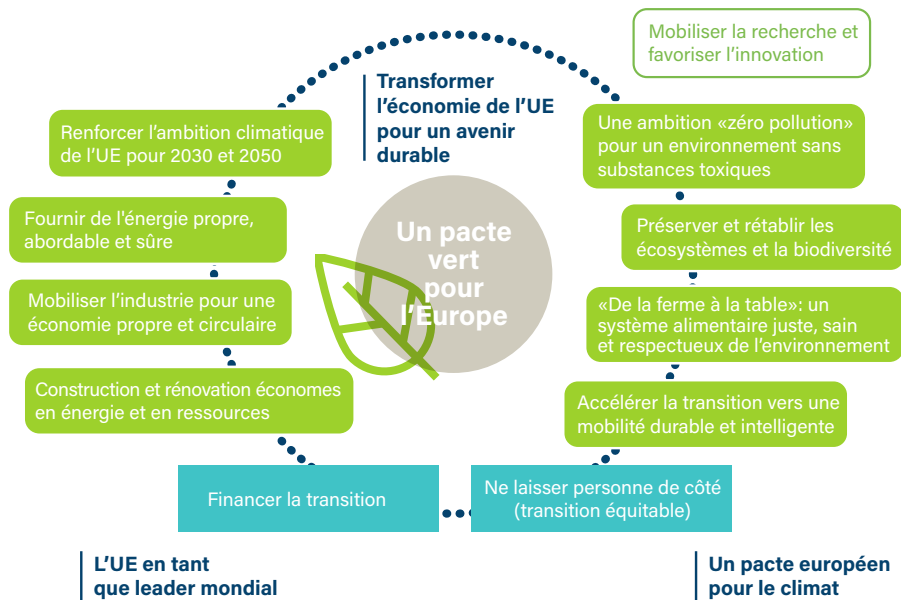 Mobiliser la recherche et
favoriser l’innovation
Transformer
l’économie de l’UE
pour un avenir
durable
Renforcer l’ambition climatique
de l’UE pour 2030 et 2050
Une ambition «zéro pollution»
pour un environnement sans
substances toxiques
Fournir de l'énergie propre,
abordable et sûre
Préserver et rétablir les
écosystèmes et la biodiversité
Un pacte
vert
pour
l’Europe
Mobiliser l’industrie pour une
économie propre et circulaire
«De la ferme à la table»: un
système alimentaire juste, sain
et respectueux de l’environnement
Construction et rénovation économes
en énergie et en ressources
Accélérer la transition vers une
mobilité durable et intelligente
Financer la transition
Ne laisser personne de côté
(transition équitable)
L’UE en tant
que leader mondial
Un pacte européen
pour le climat